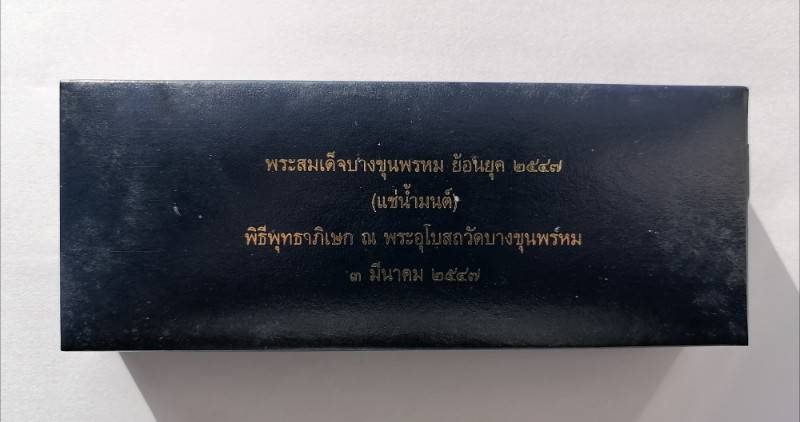 พระสมเด็จบางขุนพรหม ย้อนยุค ๒๕๔๗
(แช่น้ำมนต์)
พิธีพุทธาภิเษก ณ พระอุโบสถวัดบางขุนพรหม
๓ มีนาคม ๒๕๔๗